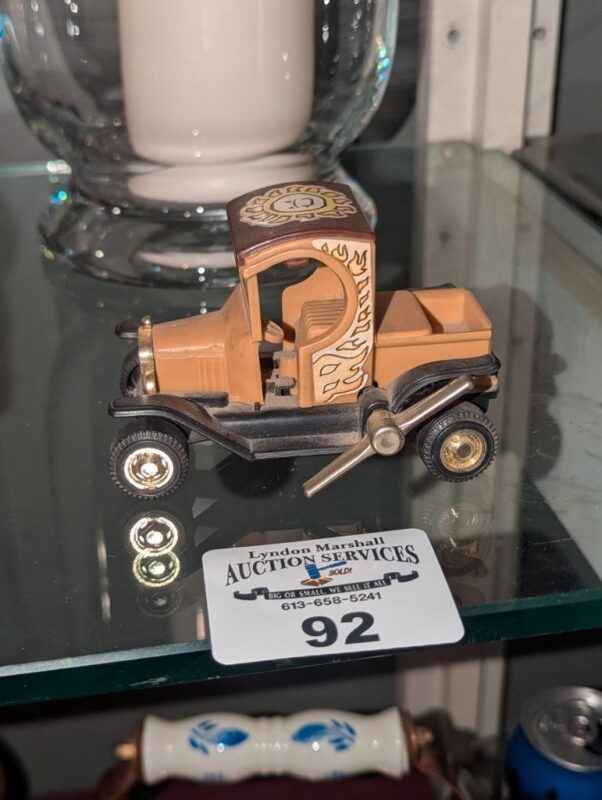 Lyndon Marshall
AUCTION SERVICES
SOLD!
BIG OR SMALL, WE SELL IT ALL
613-658-5241
92